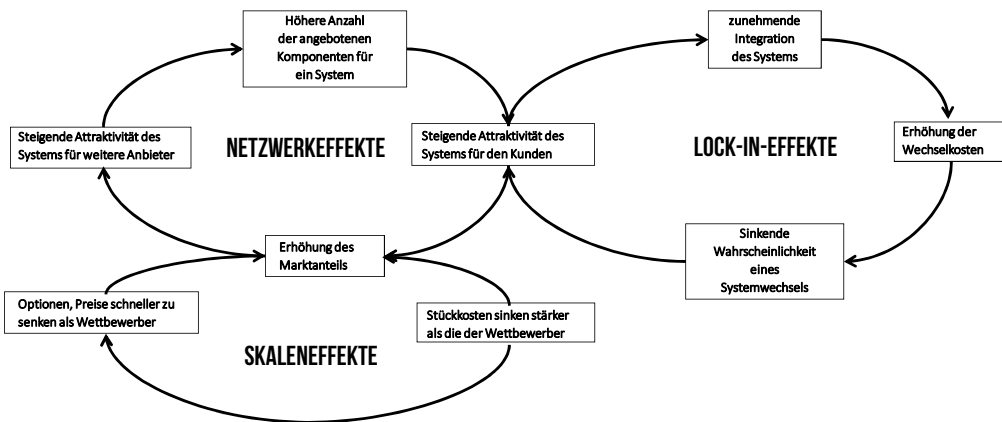 Höhere Anzahl
der angebotenen
Komponenten für
ein System
zunehmende
Integration
des Systems
Steigende Attraktivität des
Systems für weitere Anbieter
NETZWERKEFFEKTE
Steigende Attraktivität des
Systems für den Kunden
LOCK-IN-EFFEKTE
Erhöhung der
Wechselkosten
Erhöhung des
Marktanteils
Sinkende
Wahrscheinlichkeit
eines
Systemwechsels
Optionen, Preise schneller zu
senken als Wettbewerber
SKALENEFFEKTE
Stückkosten sinken stärker
als die der Wettbewerber